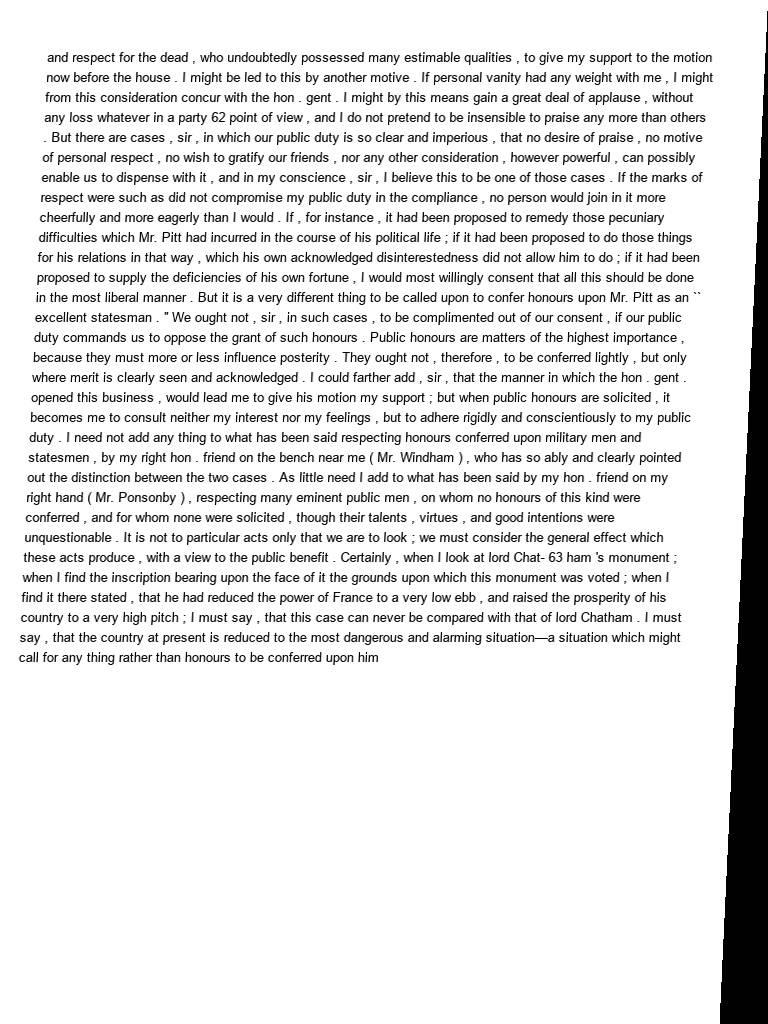 and respect for the dead , who undoubtedly possessed many estimable qualities , to give my support to the motion
now before the house . I might be led to this by another motive . If personal vanity had any weight with me , I might
from this consideration concur with the hon . gent . I might by this means gain a great deal of applause , without
any loss whatever in a party 62 point of view , and I do not pretend to be insensible to praise any more than others
. But there are cases , sir , in which our public duty is so clear and imperious , that no desire of praise , no motive
of personal respect , no wish to gratify our friends , nor any other consideration , however powerful , can possibly
enable us to dispense with it , and in my conscience , sir , I believe this to be one of those cases . If the marks of
respect were such as did not compromise my public duty in the compliance , no person would join in it more
cheerfully and more eagerly than I would . If , for instance , it had been proposed to remedy those pecuniary
difficulties which Mr. Pitt had incurred in the course of his political life ; if it had been proposed to do those things
for his relations in that way , which his own acknowledged disinterestedness did not allow him to do ; if it had been
proposed to supply the deficiencies of his own fortune , I would most willingly consent that all this should be done
in the most liberal manner . But it is a very different thing to be called upon to confer honours upon Mr. Pitt as an ``
excellent statesman . " We ought not , sir , in such cases , to be complimented out of our consent , if our public
duty commands us to oppose the grant of such honours . Public honours are matters of the highest importance ,
because they must more or less influence posterity . They ought not , therefore , to be conferred lightly , but only
where merit is clearly seen and acknowledged . I could farther add , sir , that the manner in which the hon . gent .
opened this business , would lead me to give his motion my support ; but when public honours are solicited , it
becomes me to consult neither my interest nor my feelings , but to adhere rigidly and conscientiously to my public
duty . I need not add any thing to what has been said respecting honours conferred upon military men and
statesmen , by my right hon . friend on the bench near me ( Mr. Windham ) , who has so ably and clearly pointed
out the distinction between the two cases . As little need I add to what has been said by my hon . friend on my
right hand ( Mr. Ponsonby ) , respecting many eminent public men , on whom no honours of this kind were
conferred , and for whom none were solicited , though their talents , virtues , and good intentions were
unquestionable . It is not to particular acts only that we are to look ; we must consider the general effect which
these acts produce , with a view to the public benefit . Certainly , when I look at lord Chat- 63 ham 's monument ;
when I find the inscription bearing upon the face of it the grounds upon which this monument was voted ; when I
find it there stated , that he had reduced the power of France to a very low ebb , and raised the prosperity of his
country to a very high pitch ; I must say , that this case can never be compared with that of lord Chatham . I must
say , that the country at present is reduced to the most dangerous and alarming situation—a situation which might
call for any thing rather than honours to be conferred upon him